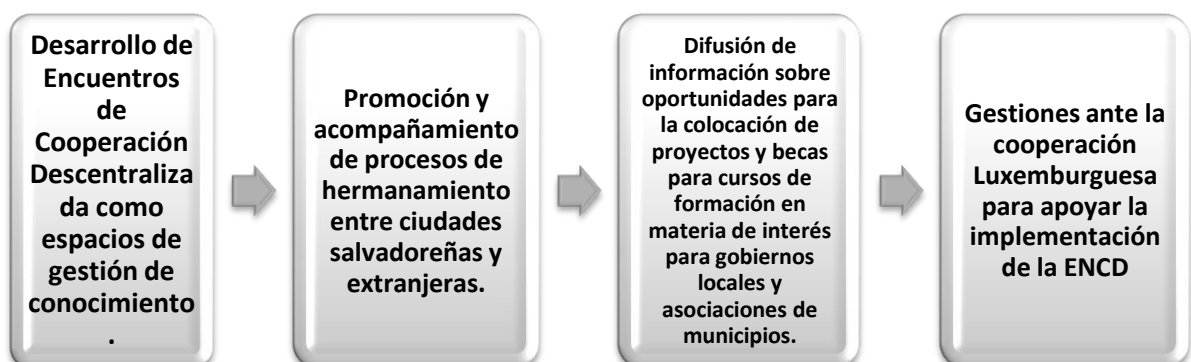 Desarrollo de
Encuentros
de
Cooperación
Descentraliza
da como
espacios de
gestión de
conocimiento
.
Promoción y
acompañamiento
de procesos de
hermanamiento
entre ciudades
salvadoreñas y
extranjeras.
Difusión de
información sobre
oportunidades para
la colocación de
proyectos y becas
para cursos de
formación en
materia de interés
para gobiernos
locales y
asociaciones de
municipios.
Gestiones ante la
cooperación
Luxemburguesa
para apoyar la
implementación
de la ENCD